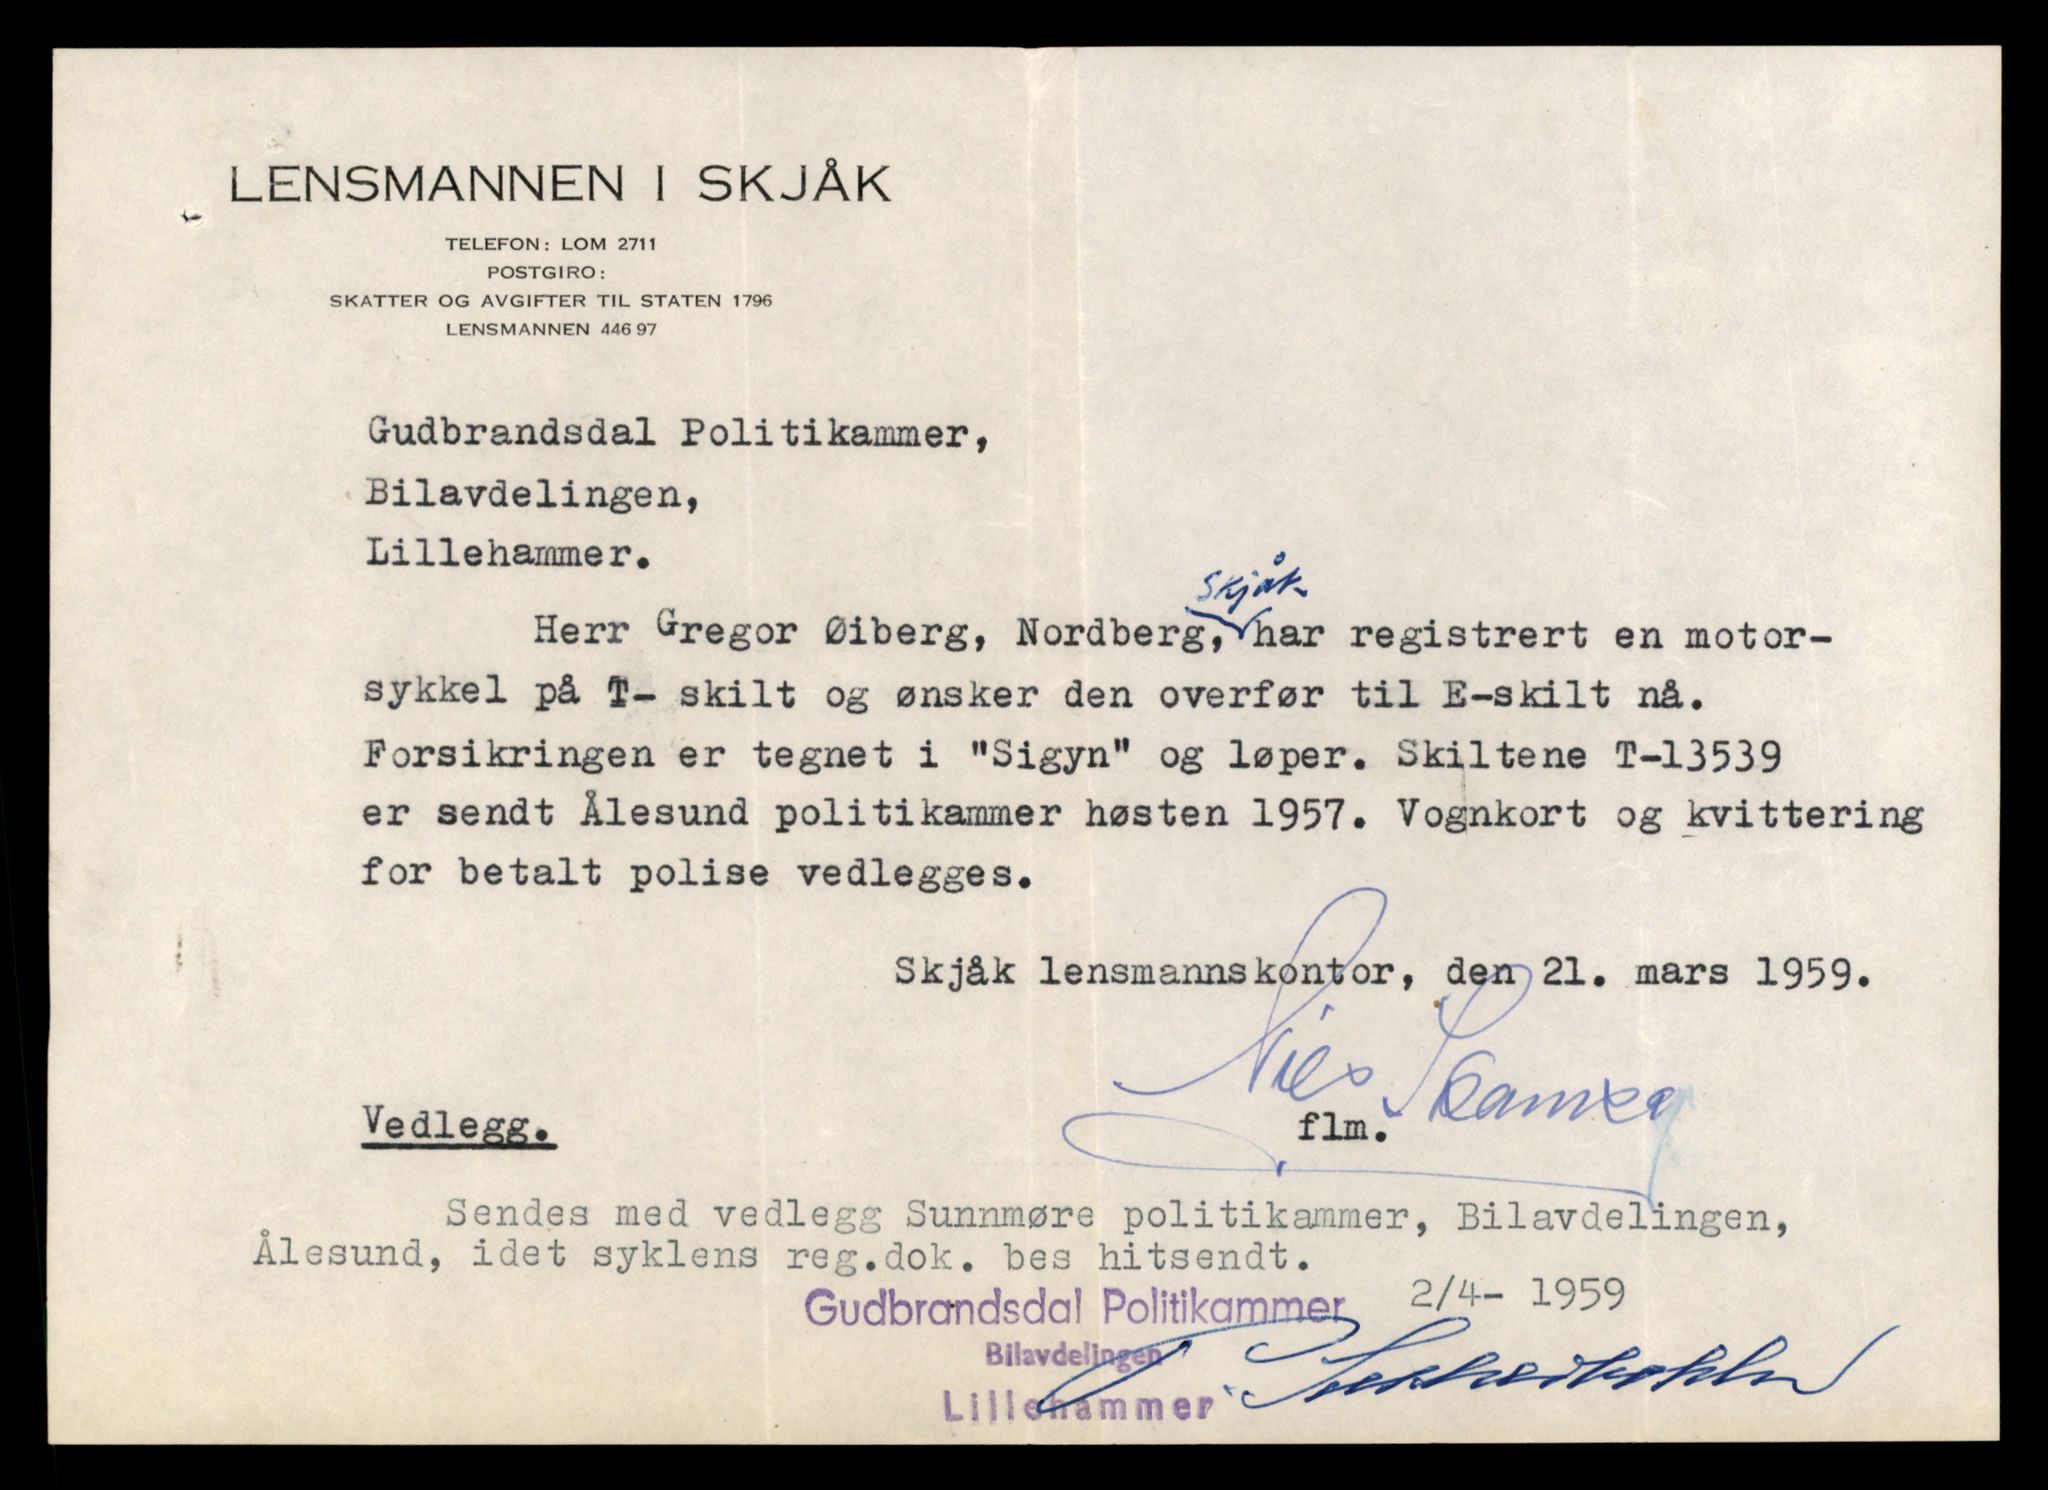 LENSMANNEN I SKJÅK
TELEFON: LOM 2711
POSTGIRO:
SKATTER OG AVGIFTER TIL STATEN 1796
LENSMANNEN 446 97
Gudbrandsdal Politikammer,
Bilavdelingen,
Lillehammer.
Skjåk
Herr Gregor Øiberg, Nordberg, har registrert en motor-
sykkel på T- skilt og ønsker den overfør til E-skilt nå.
Forsikringen er tegnet i "Sigyn" og løper. Skiltene T-13539
er sendt Ålesund politikammer høsten 1957. Vognkort og kvittering
for betalt polise vedlegges.
Skjåk lensmannskontor, den 21. mars 1959.
Nils
flm.
Vedlegg.
Sendes med vedlegg Sunnmøre politikammer, Bilavdelingen,
Ålesund, idet syklens reg.dok. bes hitsendt.
2/4- 1959
Gudbrandsdal Politikammer
Bilavdelingen
Lillehammer